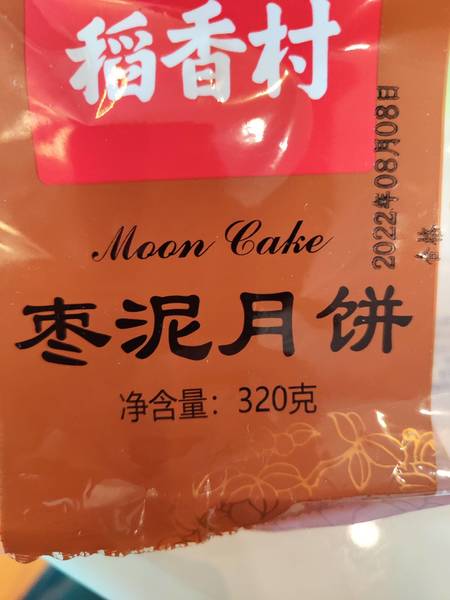 稻香村
2022年08月08日
Moon Cake
枣泥月饼
净含量：320克